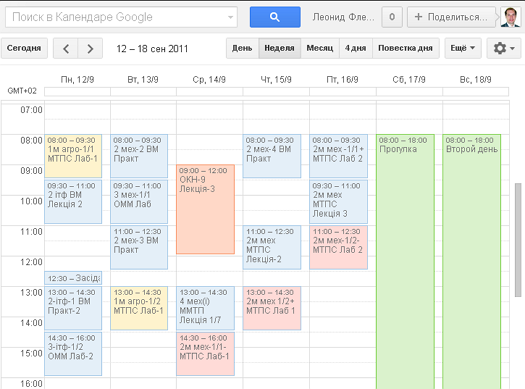 Поиск в Календаре Google
Леонид Фле...
0
+ Поделиться...
Сегодня
12 – 18 сен 2011
День
Неделя
Месяц
4 дня
Повестка дня
Ещё
Пн, 12/9
Вт, 13/9
Ср, 14/9
Чт, 15/9
Пт, 16/9
Сб, 17/9
Вс, 18/9
GMT+02
07:00
08:00
09:00
10:00
11:00
12:00
13:00
14:00
15:00
16:00
08:00 – 09:30
1м агро-1/1
МТПС Лаб-1
09:30 – 11:00
2 ітф ВМ
Лекція 2
12:30 – Засіда
13:00 – 14:30
2-ітф-1 ВМ
Практ-2
14:30 – 16:00
3-ітф-1/2
ОММ Лаб-2
08:00 – 09:30
2 мех-2 ВМ
Практ
09:30 – 11:00
3 мех-1/1
ОММ Лаб
11:00 – 12:30
2 мех-3 ВМ
Практ
13:00 – 14:30
1м агро-1/2
МТПС Лаб-1
09:00 – 12:00
ОКН-9
Лекція-3
13:00 – 14:30
4 мех(і)
ММТП
Лекція 1/7
14:30 – 16:00
2м мех-1/1-
МТПС Лаб-1
08:00 – 09:30
2 мех-4 ВМ
Практ
11:00 – 12:30
2м мех
МТПС
Лекція-2
13:00 – 14:30
2м мех 1/2+
МТПС Лаб 1
08:00 – 09:30
2м мех -1/1+
МТПС Лаб 2
09:30 – 11:00
2м мех
МТПС
Лекція 3
11:00 – 12:30
2м мех-1/2-
МТПС Лаб 2
08:00 – 18:00
Прогулка
08:00 – 18:00
Второй день